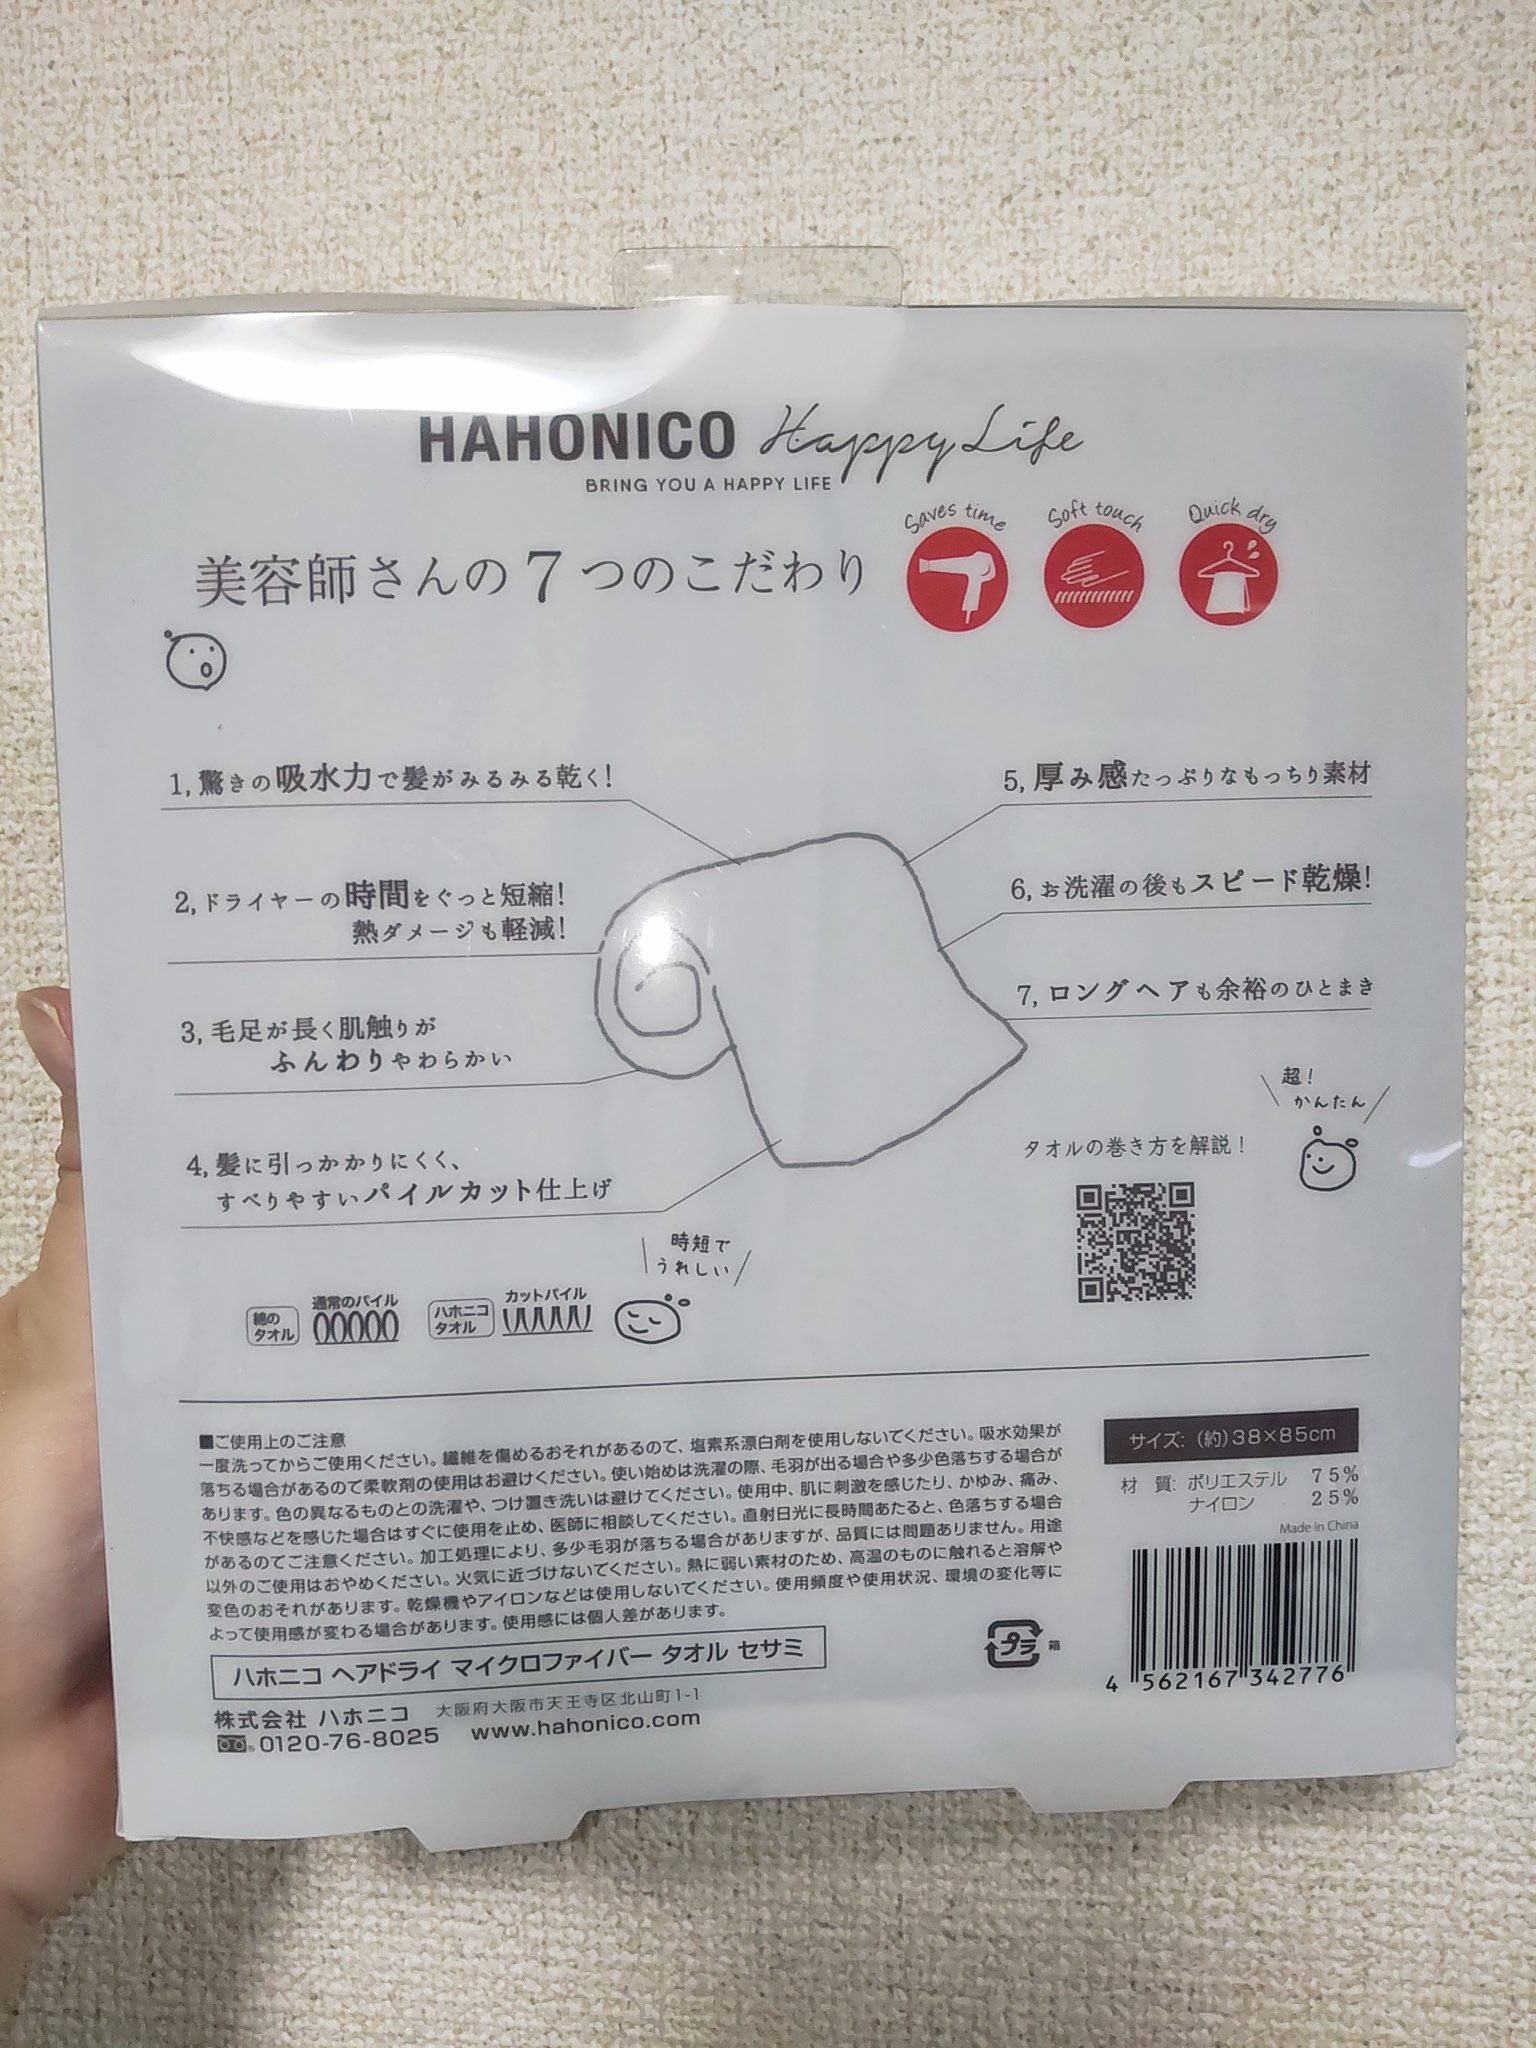 HAHONICO Happy Life
BRING YOU A HAPPY LIFE
Saves time
Soft touch
Quick dry
美容師さんの7つのこだわり
1, 驚きの吸水力で髪がみるみる乾く!
2, ドライヤーの時間をぐっと短縮!
熱ダメージも軽減!
3, 毛足が長く肌触りが
ふんわりやわらかい
4, 髪に引っかかりにくく、
すべりやすいパイルカット仕上げ
5, 厚み感たっぷりなもっちり素材
6, お洗濯の後もスピード乾燥!
7, ロングヘアも余裕のひとまき
超!
かんたん
タオルの巻き方を解説!
時短で
うれしい
綿の
タオル
通常のパイル
ハホニコ
タオル
カットパイル
■ご使用上のご注意
一度洗ってからご使用ください。繊維を傷めるおそれがあるので、塩素系漂白剤を使用しないでください。吸水効果が
落ちる場合があるので柔軟剤の使用はお避けください。使い始めは洗濯の際、毛羽が出る場合や多少色落ちする場合が
あります。色の異なるものとの洗濯や、つけ置き洗いは避けてください。使用中、肌に刺激を感じたり、かゆみ、痛み、
不快感などを感じた場合はすぐに使用を止め、医師に相談してください。直射日光に長時間あたると、色落ちする場合
があるのでご注意ください。加工処理により、多少毛羽が落ちる場合がありますが、品質には問題ありません。用途
以外のご使用はおやめください。火気に近づけないでください。熱に弱い素材のため、高温のものに触れると溶解や
変色のおそれがあります。乾燥機やアイロンなどは使用しないでください。使用頻度や使用状況、環境の変化等に
よって使用感が変わる場合があります。使用感には個人差があります。
ハホニコ ヘアドライ マイクロファイバー タオル セサミ
株式会社 ハホニコ 大阪府大阪市天王寺区北山町1-1
0120-76-8025 www.hahonico.com
サイズ: (約)38×85cm
材 質: ポリエステル 75%
ナイロン 25%
Made in China
プラ 箱
4 562167 342776